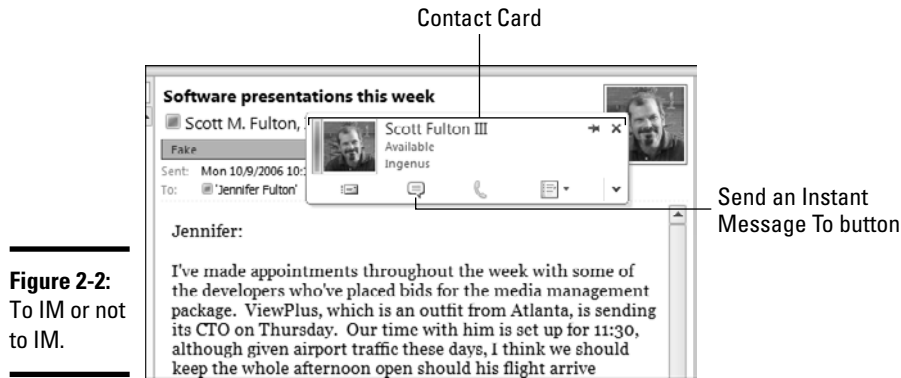 Contact Card
Software presentations this week
Scott M. Fulton,
Scott Fulton III
Available
Ingenus
Fake
Sent: Mon 10/9/2006 10:
To: 'Jennifer Fulton'
Send an Instant
Message To button
Jennifer:
I've made appointments throughout the week with some of
the developers who've placed bids for the media management
package. ViewPlus, which is an outfit from Atlanta, is sending
its CTO on Thursday. Our time with him is set up for 11:30,
although given airport traffic these days, I think we should
keep the whole afternoon open should his flight arrive
Figure 2-2:
To IM or not
to IM.